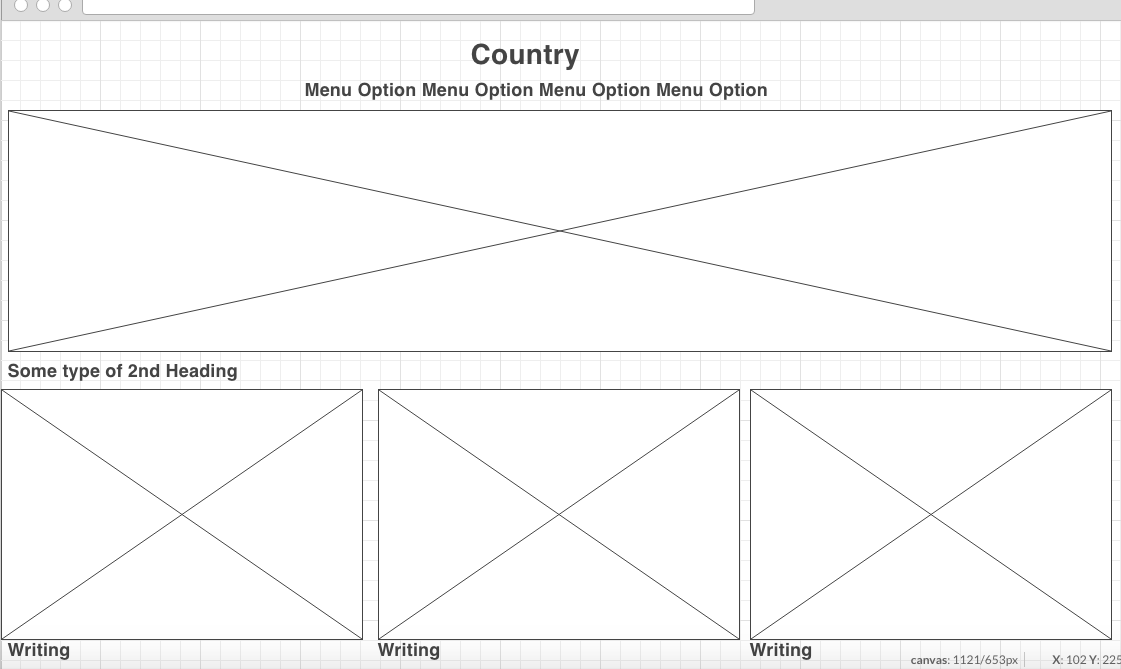 Country
Menu Option Menu Option Menu Option Menu Option
Some type of 2nd Heading
Writing
Writing
Writing
canvas: 1121/653px
X: 102 Y: 225